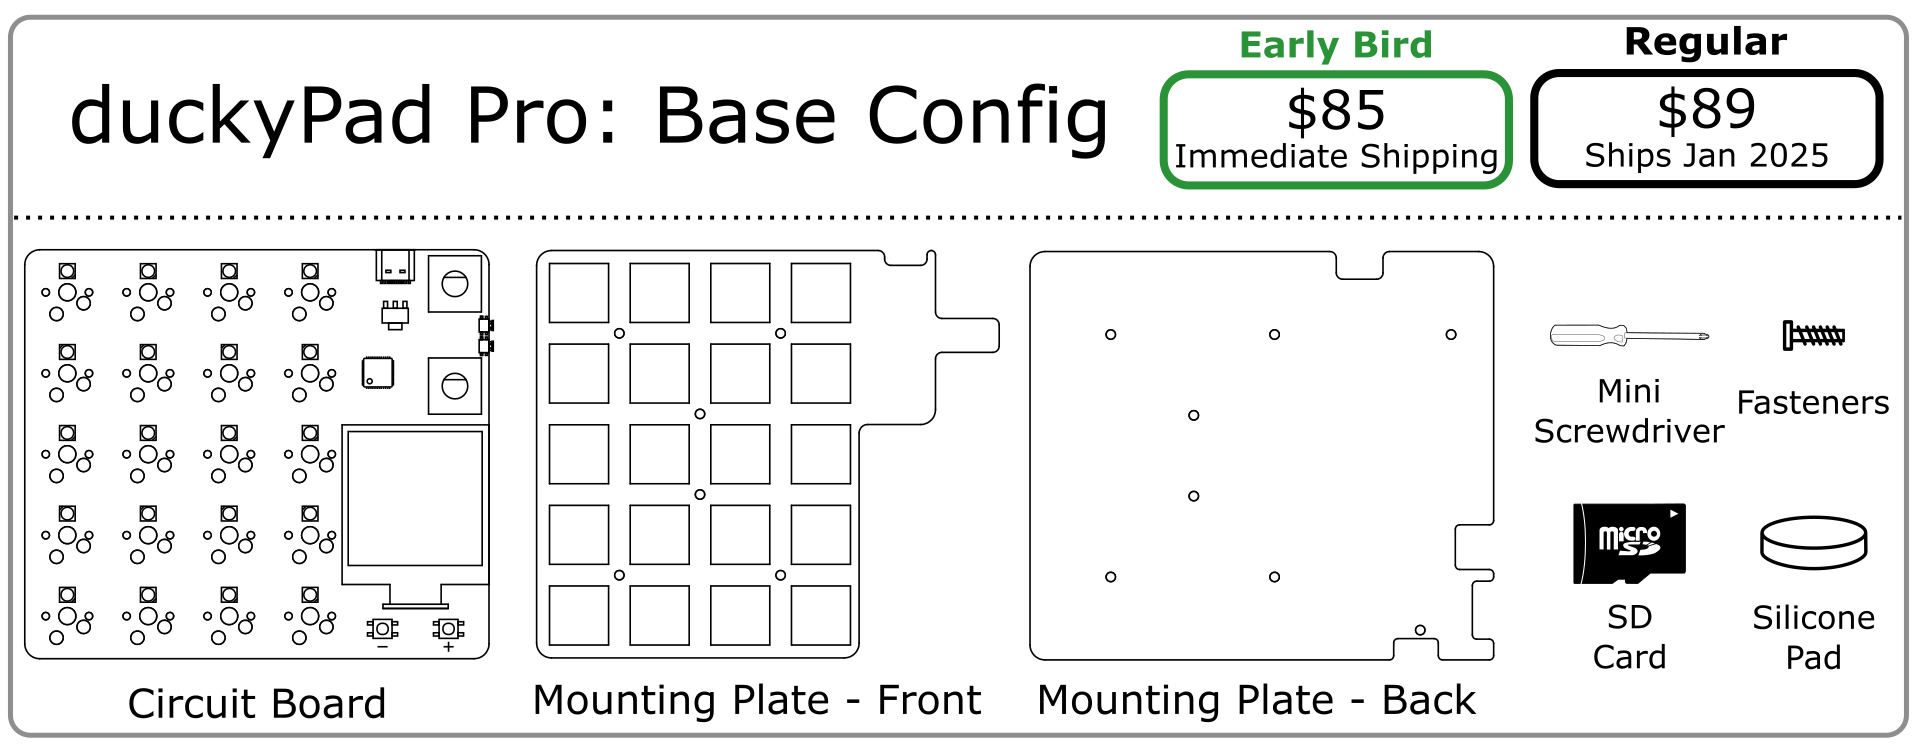 Early Bird
Regular
duckyPad Pro: Base Config
$85
Immediate Shipping
$89
Ships Jan 2025
Mini
Screwdriver
Fasteners
micro
SD
SD
Card
Silicone
Pad
− +
Circuit Board
Mounting Plate - Front
Mounting Plate - Back